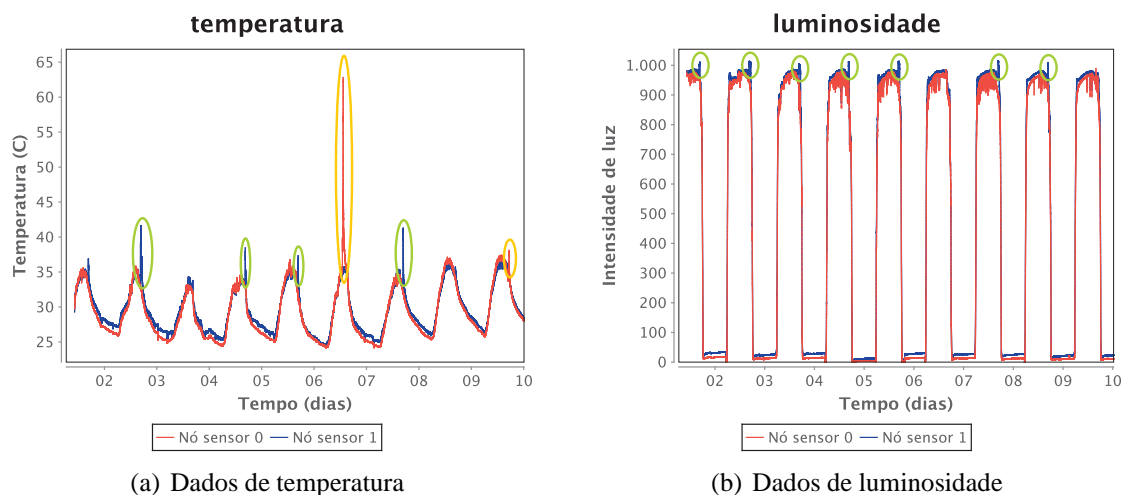 temperatura
65
60
55
50
45
40
35
30
25
Temperatura (C)
02 03 04 05 06 07 08 09 10
Tempo (dias)
Nó sensor 0 Nó sensor 1
(a) Dados de temperatura
luminosidade
1.000
900
800
700
600
500
400
300
200
100
0
Intensidade de luz
02 03 04 05 06 07 08 09 10
Tempo (dias)
Nó sensor 0 Nó sensor 1
(b) Dados de luminosidade